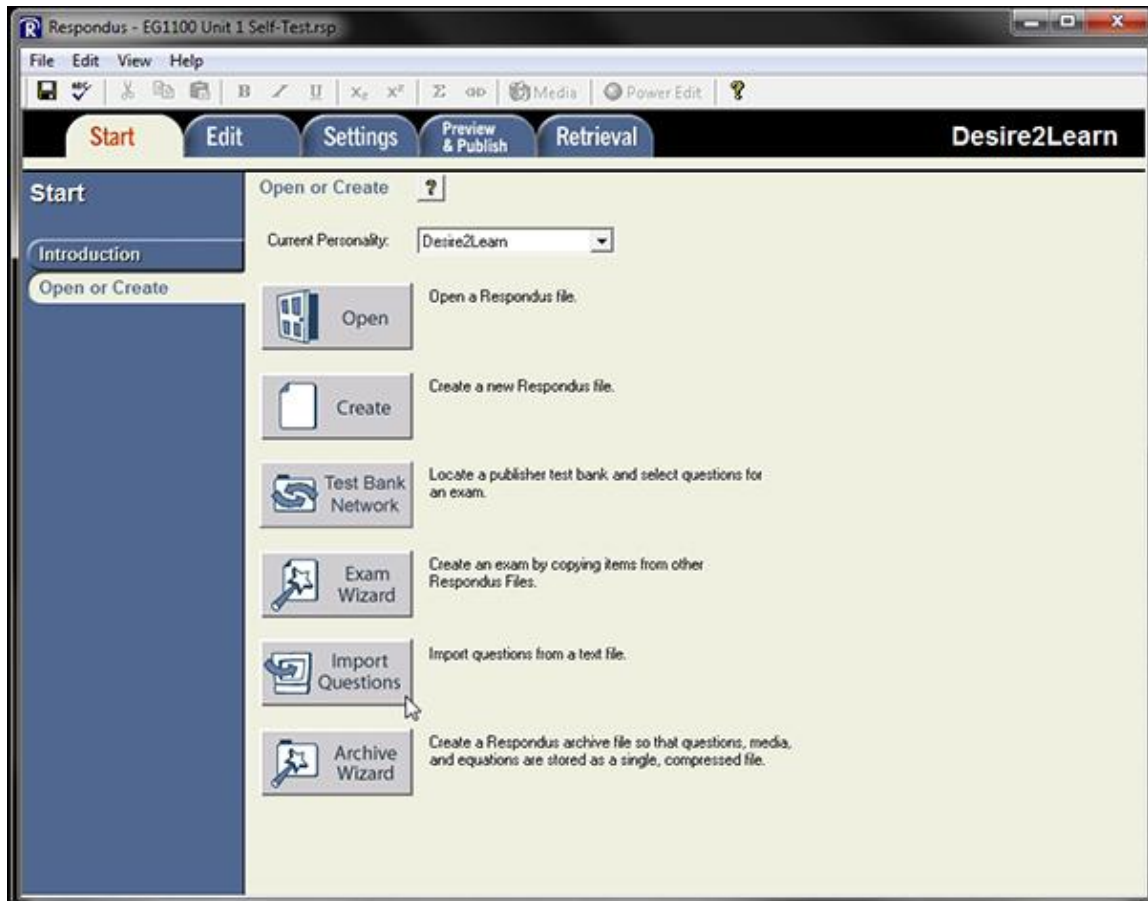 Respondus - EG1100 Unit 1 Self-Test.rsp
File Edit View Help
ABC B I U X₂ X² Σ Media Power Edit ?
Start Edit Settings Preview & Publish Retrieval Desire2Learn
Start
Introduction
Open or Create
Open or Create ?
Current Personality: Desire2Learn
Open
Open a Respondus file.
Create
Create a new Respondus file.
Test Bank
Network
Locate a publisher test bank and select questions for
an exam.
Exam
Wizard
Create an exam by copying items from other
Respondus Files.
Import
Questions
Import questions from a text file.
Archive
Wizard
Create a Respondus archive file so that questions, media,
and equations are stored as a single, compressed file.